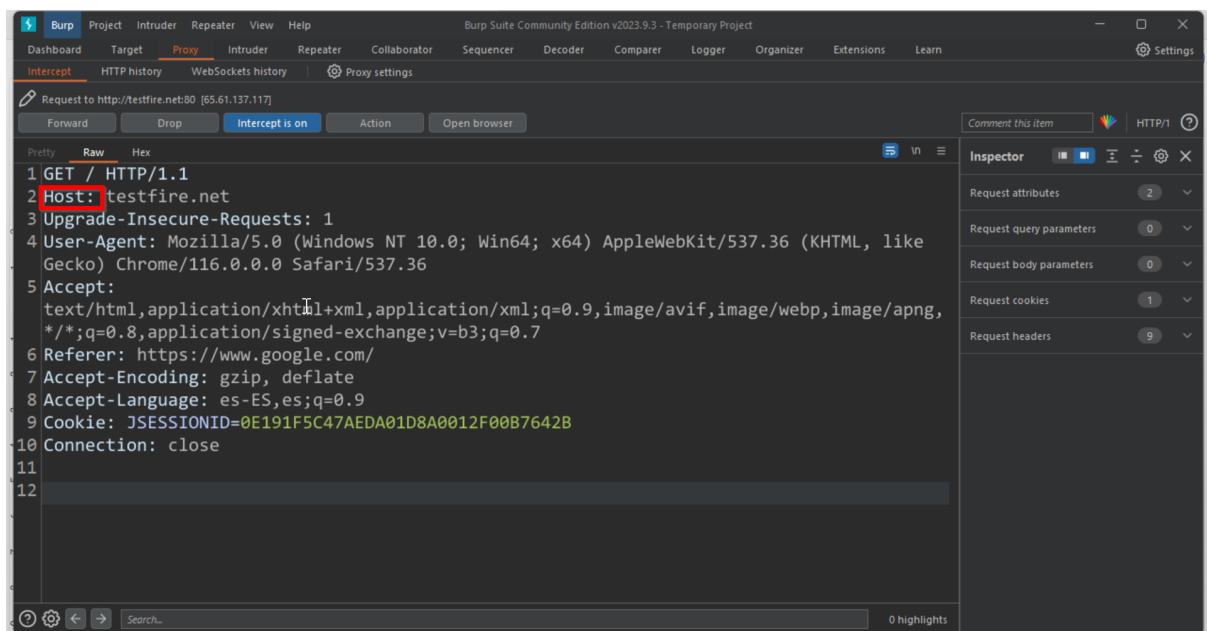 Burp Project Intruder Repeater View Help Burp Suite Community Edition v2023.9.3 - Temporary Project
Dashboard Target Proxy Intruder Repeater Collaborator Sequencer Decoder Comparer Logger Organizer Extensions Learn Settings
Intercept HTTP history WebSockets history Proxy settings
Request to http://testfire.net:80 [65.61.137.117]
Forward Drop Intercept is on Action Open browser Comment this item HTTP/1 ?
Pretty Raw Hex \n Inspector
1 GET / HTTP/1.1
2 Host: testfire.net
Request attributes 2
3 Upgrade-Insecure-Requests: 1
4 User-Agent: Mozilla/5.0 (Windows NT 10.0; Win64; x64) AppleWebKit/537.36 (KHTML, like
Gecko) Chrome/116.0.0.0 Safari/537.36
Request query parameters 0
5 Accept:
text/html,application/xhtml+xml,application/xml;q=0.9,image/avif,image/webp,image/apng,
*/*;q=0.8,application/signed-exchange;v=b3;q=0.7
Request body parameters 0
Request cookies 1
6 Referer: https://www.google.com/
Request headers 9
7 Accept-Encoding: gzip, deflate
8 Accept-Language: es-ES,es;q=0.9
9 Cookie: JSESSIONID=0E191F5C47AEDA01D8A0012F00B7642B
10 Connection: close
11
12
? Search... 0 highlights